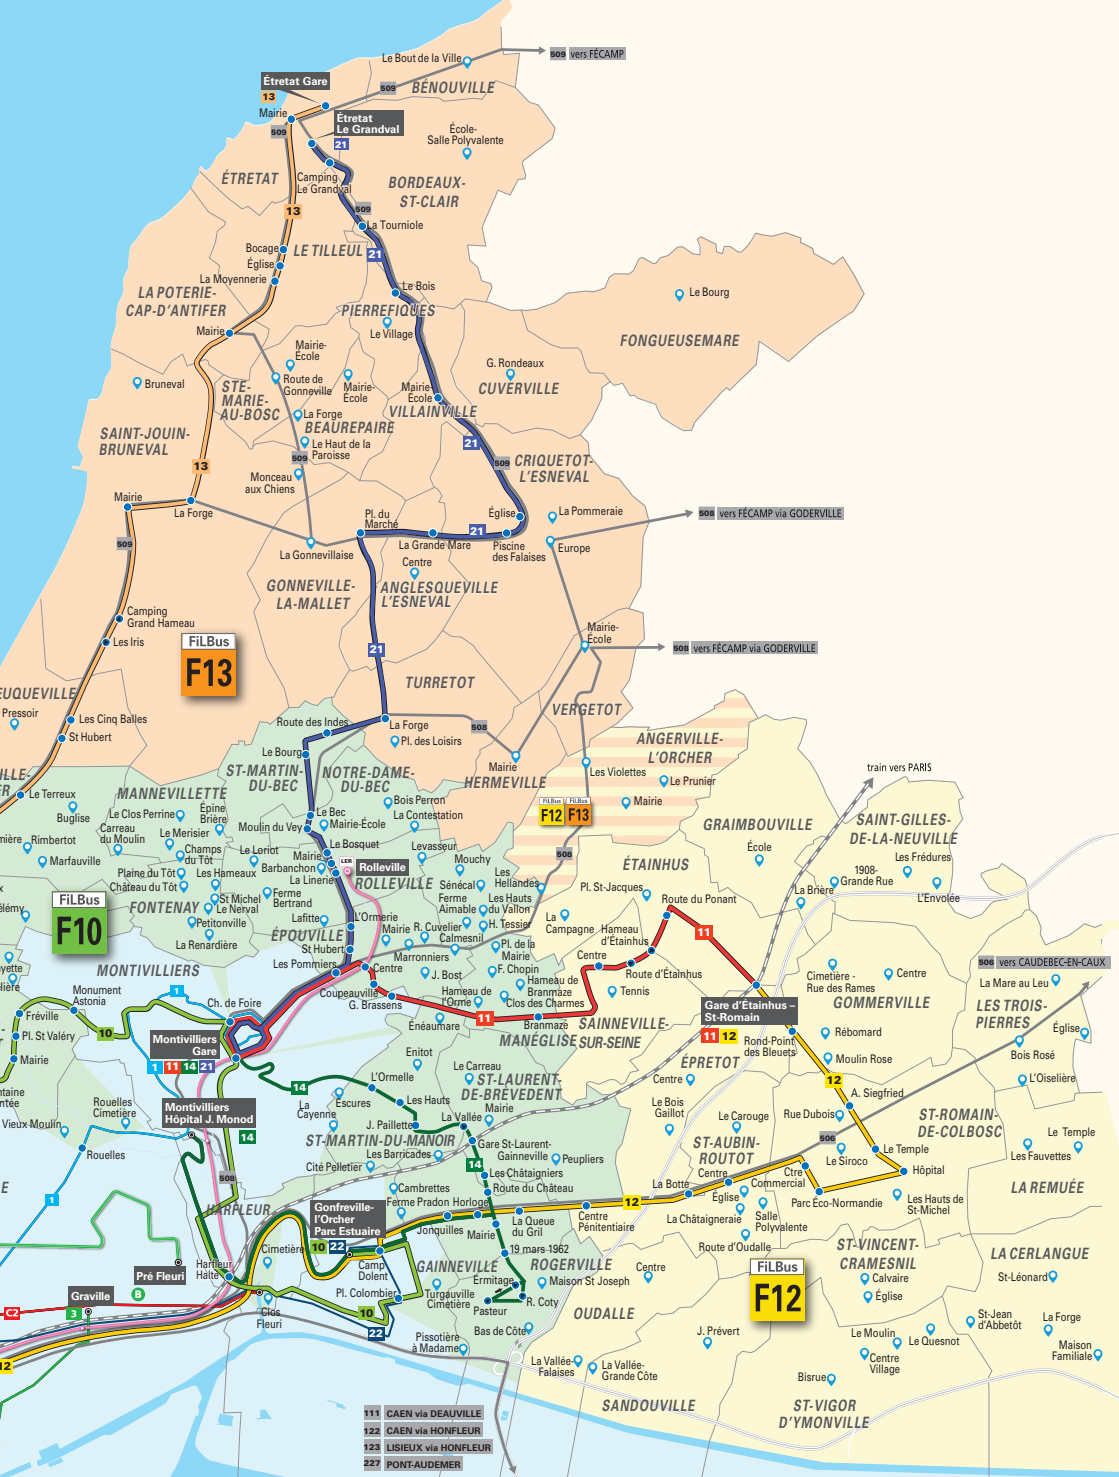 509 vers FÉCAMP
Le Bout de la Ville
BÉNOUVILLE
509
Étretat Gare
13
Mairie
509
Étretat
Le Grandval
21
École-
Salle Polyvalente
ÉTRETAT
Camping
Le Grandval
BORDEAUX-
ST-CLAIR
509
13
La Tourniole
Bocage
LE TILLEUL
21
Église
La Moyennerie
LA POTERIE-
CAP-D'ANTIFER
Le Bois
PIERREFIQUES
Le Village
Le Bourg
FONGUEUSEMARE
Mairie
Mairie-
École
G. Rondeaux
CUVERVILLE
Bruneval
STE-
MARIE-
AU-BOSC
Route de
Gonneville
Mairie-
École
Mairie-
École
VILLAINVILLE
La Forge
BEAUREPAIRE
SAINT-JOUIN-
BRUNEVAL
Le Haut de la
Paroisse
21
13
509
509
CRIQUETOT-
L'ESNEVAL
Monceau
aux Chiens
Mairie
La Forge
Pl. du
Marché
Église
La Pommeraie
508 vers FÉCAMP via GODERVILLE
21
509
La Gonnevillaise
La Grande Mare
Piscine
des Falaises
Europe
Centre
GONNEVILLE-
LA-MALLET
ANGLESQUEVILLE
L'ESNEVAL
Camping
Grand Hameau
Les Iris
FiLBus
F13
21
Mairie-
École
508 vers FÉCAMP via GODERVILLE
TURRETOT
VERGETOT
EUQUEVILLE
Pressoir
Les Cinq Balles
St Hubert
Route des Indes
La Forge
508
Pl. des Loisirs
Le Bourg
ANGERVILLE-
L'ORCHER
Mairie
HERMEVILLE
Les Violettes
Le Prunier
Mairie
train vers PARIS
ST-MARTIN-
DU-BEC
NOTRE-DAME-
DU-BEC
ILLE-
ER
Le Terreux
MANNEVILLETTE
Buglise
Le Clos Perrine
Épine
Brière
Le Bec
Mairie-École
Bois Perron
La Contestation
FiLBus
F12
FiLBus
F13
GRAIMBOUVILLE
SAINT-GILLES-
DE-LA-NEUVILLE
mière
Rimbertot
Carreau
du Moulin
Le Merisier
Moulin du Vey
Le Bosquet
Levasseur
508
Marfauville
Champs
du Tôt
Le Loriot
Mairie
Barbanchon
La Linerie
LER
Rolleville
ROLLEVILLE
Mouchy
École
Les Frédures
1908-
Grande Rue
ÉTAINHUS
Plaine du Tôt
Château du Tôt
Les Hameaux
Ferme
Bertrand
Sénécal
Les
Hellandes
Pl. St-Jacques
La Brière
L'Envolée
FiLBus
F10
élémy
FONTENAY
St Michel
Le Nerval
Petitonville
La Renardière
Lafitte
L'Ormerie
Ferme
Aimable
Les Hauts
du Vallon
H. Tessier
Route du Ponant
La
Campagne
Hameau
d'Étainhus
11
ÉPOUVILLE
St Hubert
Mairie
R. Cuvelier
Calmesnil
Marronniers
Pl. de la
Mairie
MONTIVILLIERS
Les Pommiers
Centre
J. Bost
F. Chopin
Centre
Route d'Étainhus
Tennis
Cimetière -
Rue des Rames
Centre
GOMMERVILLE
506 vers CAUDEBEC-EN-CAUX
La Mare au Leu
yette
elière
Coupeauville
G. Brassens
Hameau de
l'Orme
Hameau de
Branmaze
Clos des Charmes
Gare d'Étainhus –
St-Romain
11 12
LES TROIS-
PIERRES
Monument
Astonia
1
Ch. de Foire
Énéaumare
11
Branmaze
MANÉGLISE
SAINNEVILLE-
SUR-SEINE
Fréville
Pl. St Valéry
10
Montivilliers
Gare
1 11 14 21
Mairie
Rond-Point
des Bleuets
Rébomard
Église
Bois Rosé
Enitot
Le Carreau
ÉPRETOT
Moulin Rose
14
L'Ormelle
ST-LAURENT-
DE-BRÈVEDENT
Centre
12
L'Oiselière
ntaine
ntée
Rouelles
Cimetière
Montivilliers
Hôpital J. Monod
14
La
Cayenne
Escures
Les Hauts
La Vallée
Mairie
Le Bois
Gaillot
A. Siegfried
Rue Dubois
Vieux Moulin
J. Paillette
Le Carouge
506
ST-ROMAIN-
DE-COLBOSC
Rouelles
ST-MARTIN-DU-MANOIR
Gare St-Laurent-
Gainneville
ST-AUBIN-
ROUTOT
Le Siroco
Le Temple
Le Temple
Les Fauvettes
Les Barricades
14
Peupliers
Cité Pelletier
Les Châtaigniers
Centre
Ctre
Commercial
Hôpital
508
1
Cambrettes
Route du Château
La Botte
Église
Parc Éco-Normandie
LA REMUÉE
HARFLEUR
Gonfreville-
l'Orcher
Parc Estuaire
10 22
Ferme Pradon
Horloge
12
La Châtaigneraie
Salle
Polyvalente
Les Hauts de
St-Michel
Jonquilles
Mairie
La Queue
du Gril
Centre
Pénitentiaire
Route d'Oudalle
ST-VINCENT-
CRAMESNIL
Cimetière
Harfleur
Halte
Camp
Dolent
19 mars 1962
LA CERLANGUE
Pré Fleuri
GAINNEVILLE
ROGERVILLE
Centre
FiLBus
F12
Calvaire
St-Léonard
Graville
B
Pl. Colombier
Turgauville
Cimetière
Ermitage
Maison St Joseph
Église
C2
3
10
Pasteur
R. Coty
OUDALLE
St-Jean
d'Abbetôt
La Forge
Clos
Fleuri
22
Pissotière
à Madame
Bas de Côte
J. Prévert
Le Moulin
Le Quesnot
Maison
Familiale
12
La Vallée-
Falaises
La Vallée-
Grande Côte
Centre
Village
Bisrue
SANDOUVILLE
ST-VIGOR
D'YMONVILLE
111 CAEN via DEAUVILLE
122 CAEN via HONFLEUR
123 LISIEUX via HONFLEUR
227 PONT-AUDEMER